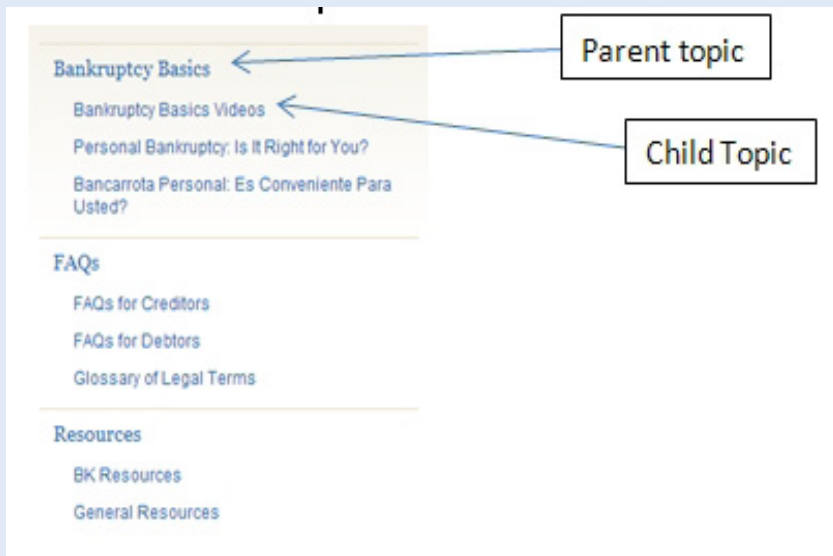 Bankruptcy Basics
Parent topic
Bankruptcy Basics Videos
Child Topic
Personal Bankruptcy: Is It Right for You?
Bancarrota Personal: Es Conveniente Para
Usted?
FAQs
FAQs for Creditors
FAQs for Debtors
Glossary of Legal Terms
Resources
BK Resources
General Resources